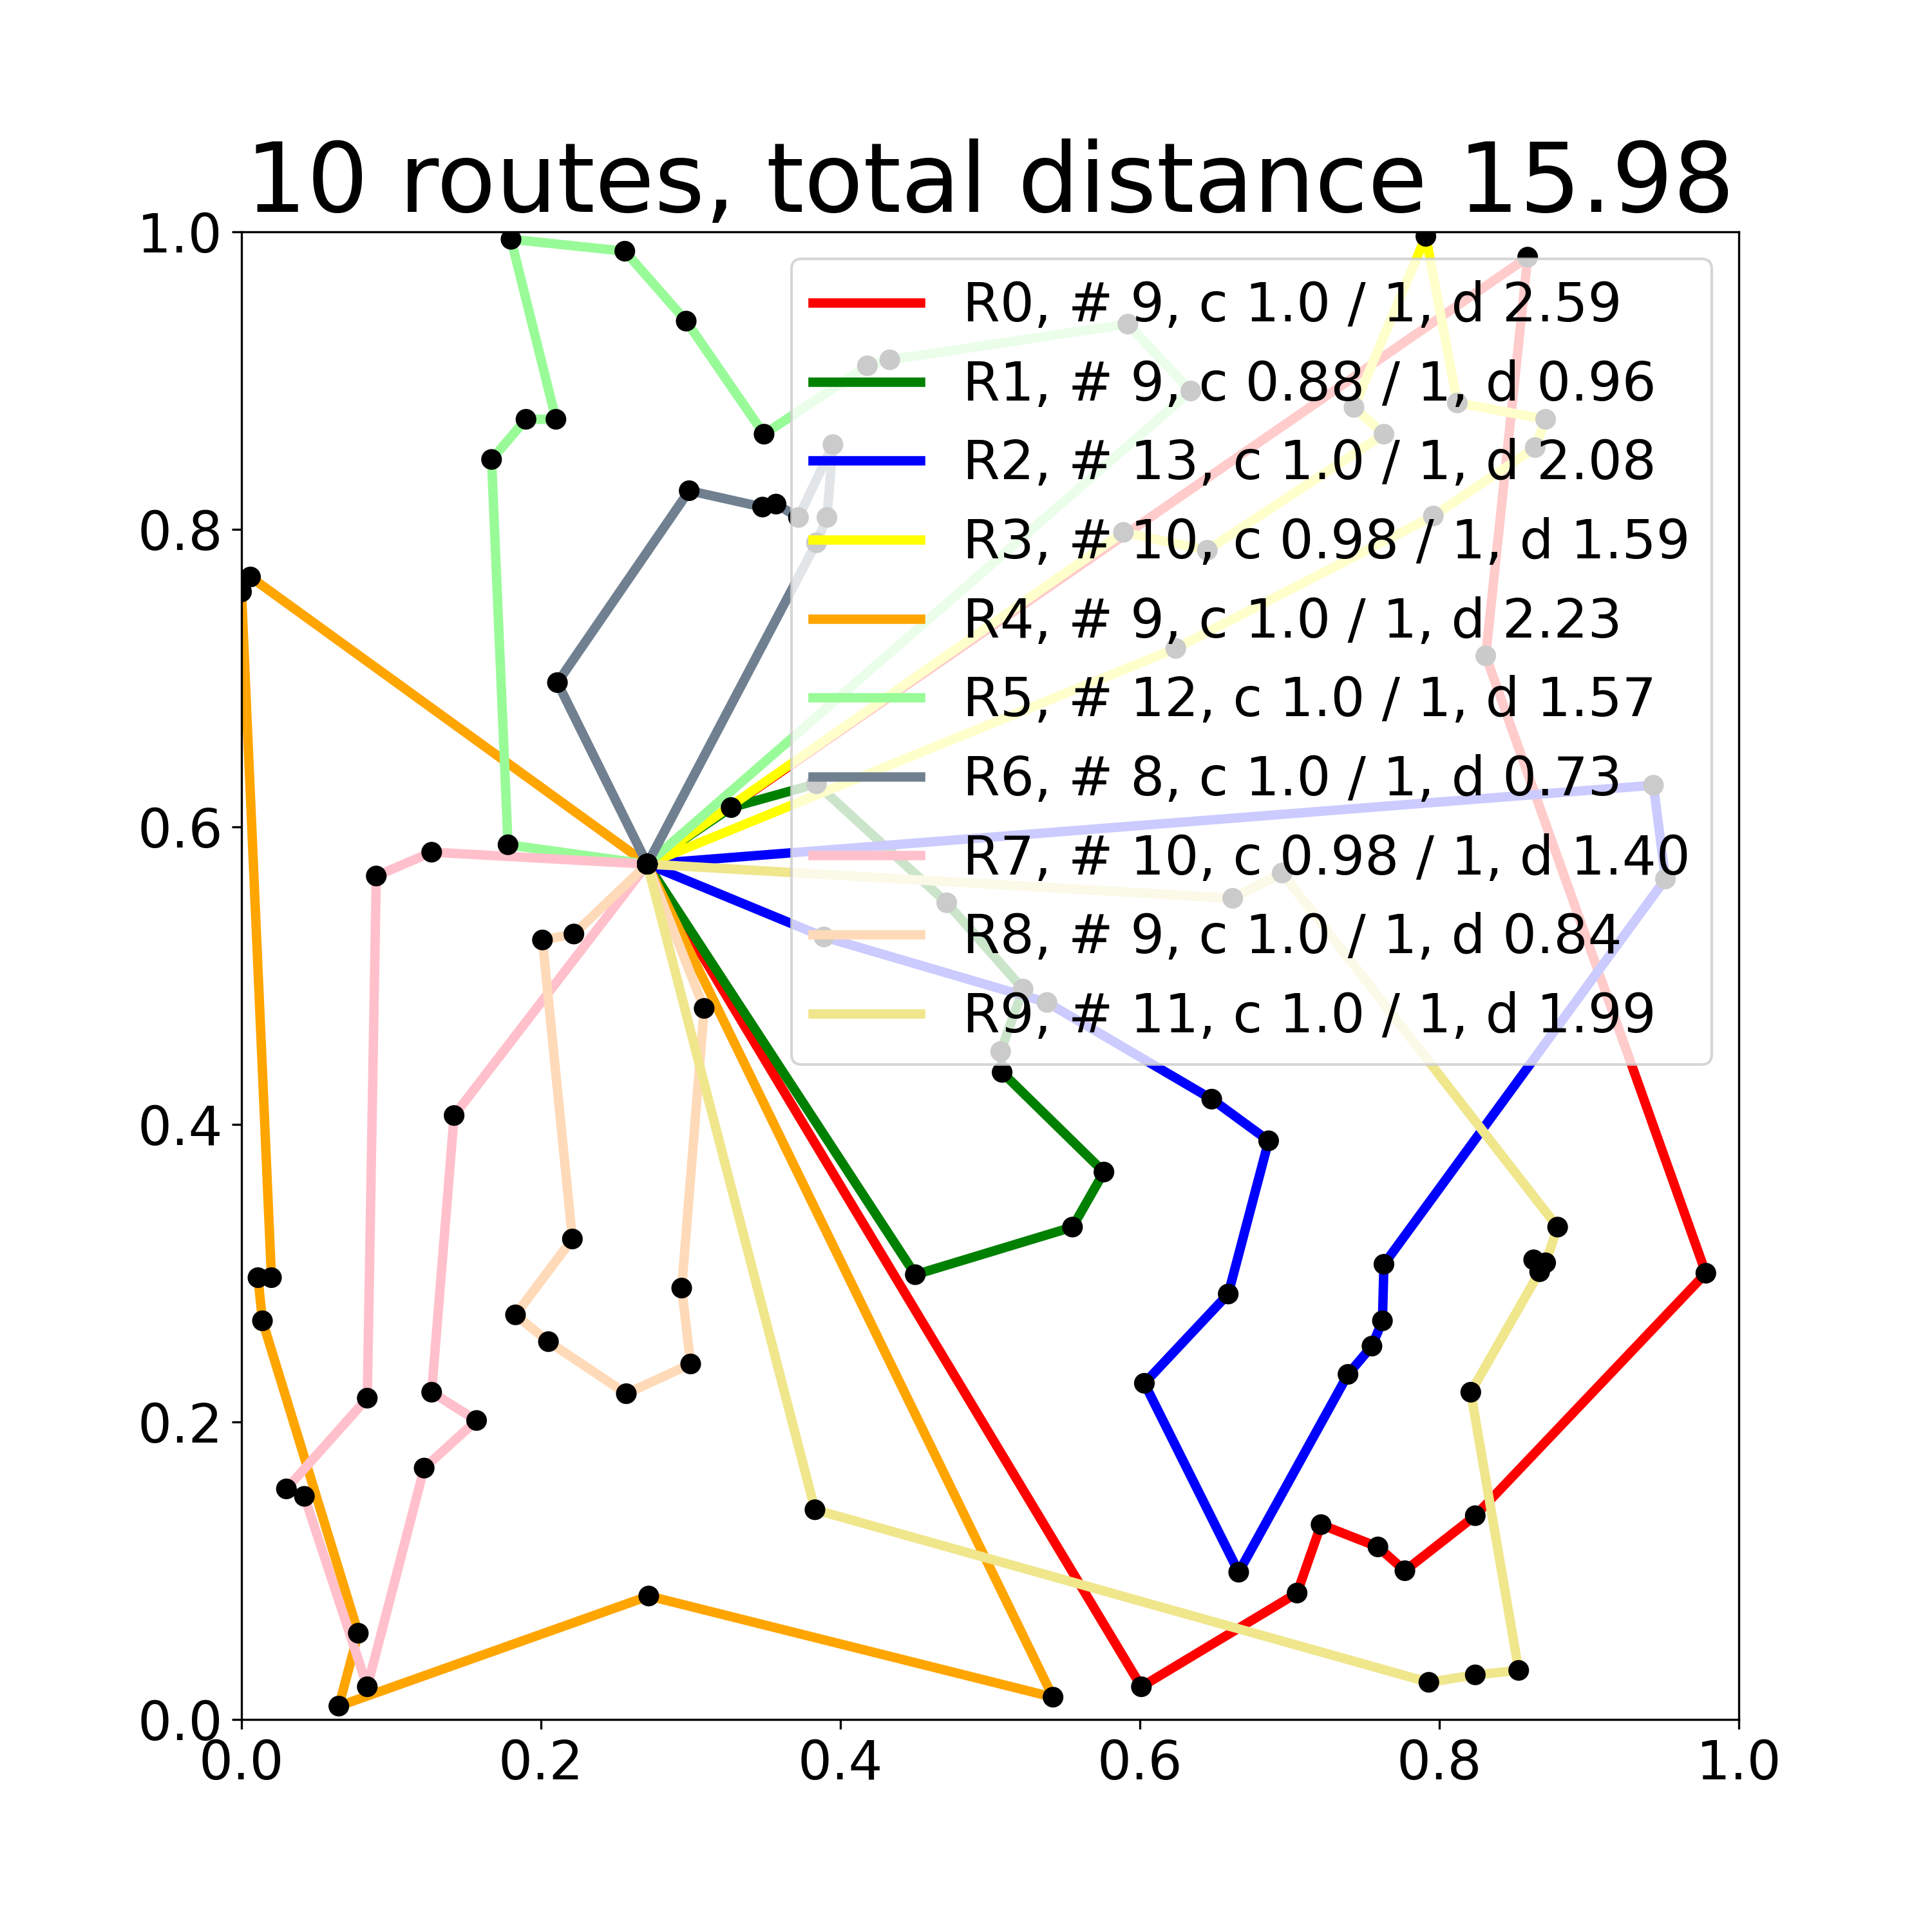 10 routes, total distance 15.98
1.0
0.8
0.6
0.4
0.2
0.0
R0, # 9, c 1.0 / 1, d 2.59
R1, # 9, c 0.88 / 1, d 0.96
R2, # 13, c 1.0 / 1, d 2.08
R3, # 10, c 0.98 / 1, d 1.59
R4, # 9, c 1.0 / 1, d 2.23
R5, # 12, c 1.0 / 1, d 1.57
R6, # 8, c 1.0 / 1, d 0.73
R7, # 10, c 0.98 / 1, d 1.40
R8, # 9, c 1.0 / 1, d 0.84
R9, # 11, c 1.0 / 1, d 1.99
0.0 0.2 0.4 0.6 0.8 1.0